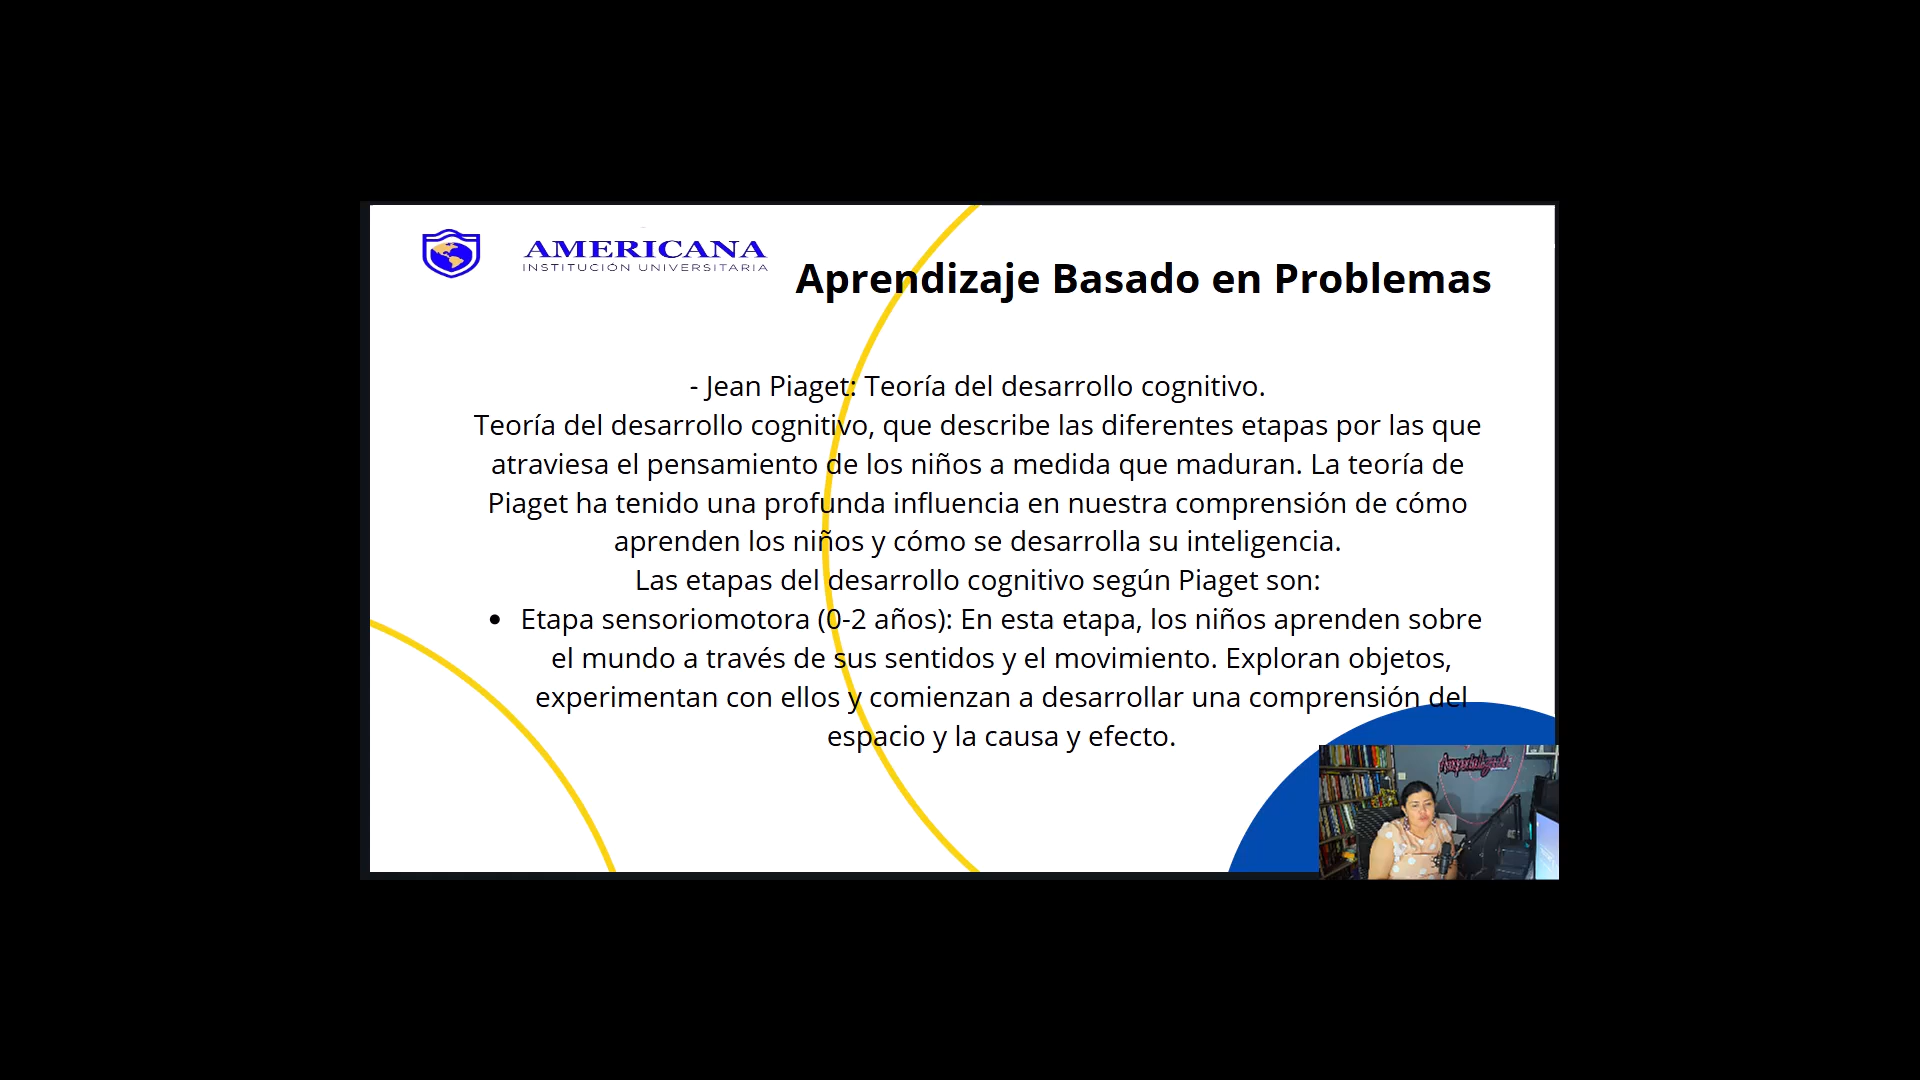 AMERICANA
INSTITUCIÓN UNIVERSITARIA
Aprendizaje Basado en Problemas
- Jean Piaget: Teoría del desarrollo cognitivo.
Teoría del desarrollo cognitivo, que describe las diferentes etapas por las que
atraviesa el pensamiento de los niños a medida que maduran. La teoría de
Piaget ha tenido una profunda influencia en nuestra comprensión de cómo
aprenden los niños y cómo se desarrolla su inteligencia.
Las etapas del desarrollo cognitivo según Piaget son:
• Etapa sensoriomotora (0-2 años): En esta etapa, los niños aprenden sobre
el mundo a través de sus sentidos y el movimiento. Exploran objetos,
experimentan con ellos y comienzan a desarrollar una comprensión del
espacio y la causa y efecto.